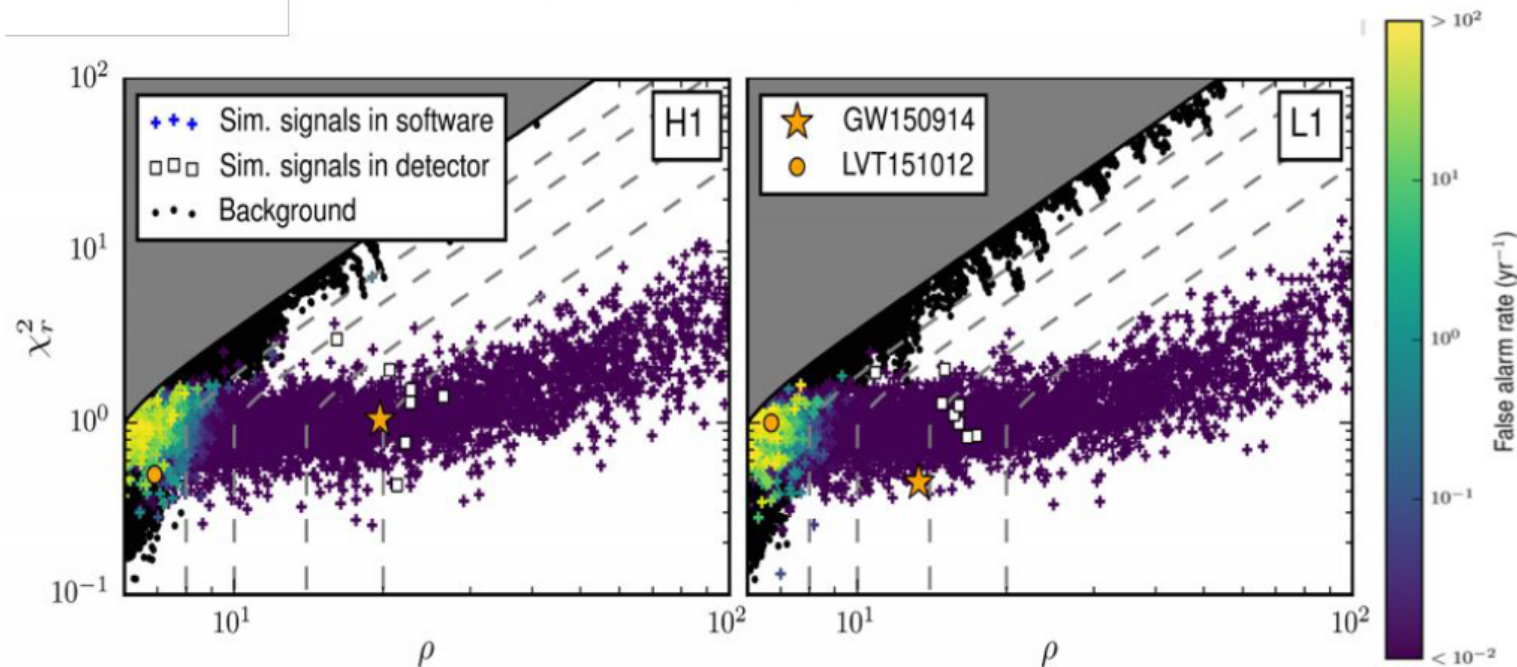 > 10²
10²
Sim. signals in software
H1
GW150914
L1
Sim. signals in detector
LVT151012
Background
10¹
10¹
χᵣ²
10⁰
10⁰
False alarm rate (yr⁻¹)
10⁻¹
10⁻¹
10¹
10²
10¹
10²
< 10⁻²
ρ
ρ